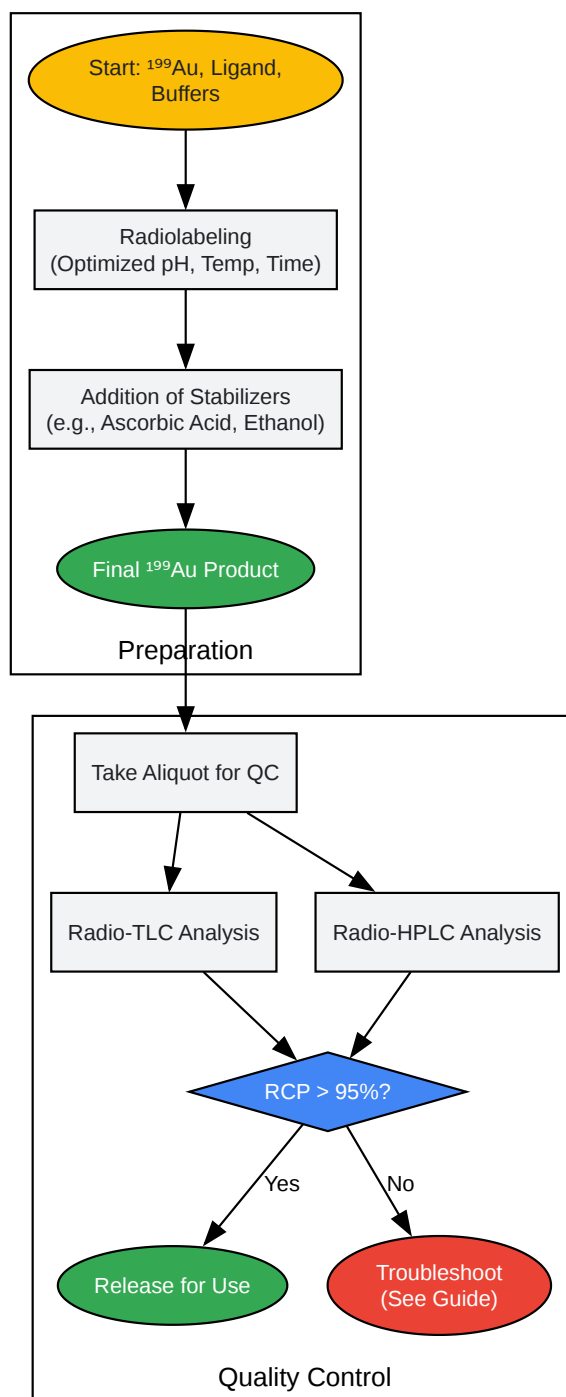 Start: ¹⁹⁹Au, Ligand,
Buffers
Radiolabeling
(Optimized pH, Temp, Time)
Addition of Stabilizers
(e.g., Ascorbic Acid, Ethanol)
Final ¹⁹⁹Au Product
Preparation
Take Aliquot for QC
Radio-TLC Analysis
Radio-HPLC Analysis
RCP > 95%?
Yes
No
Release for Use
Troubleshoot
(See Guide)
Quality Control